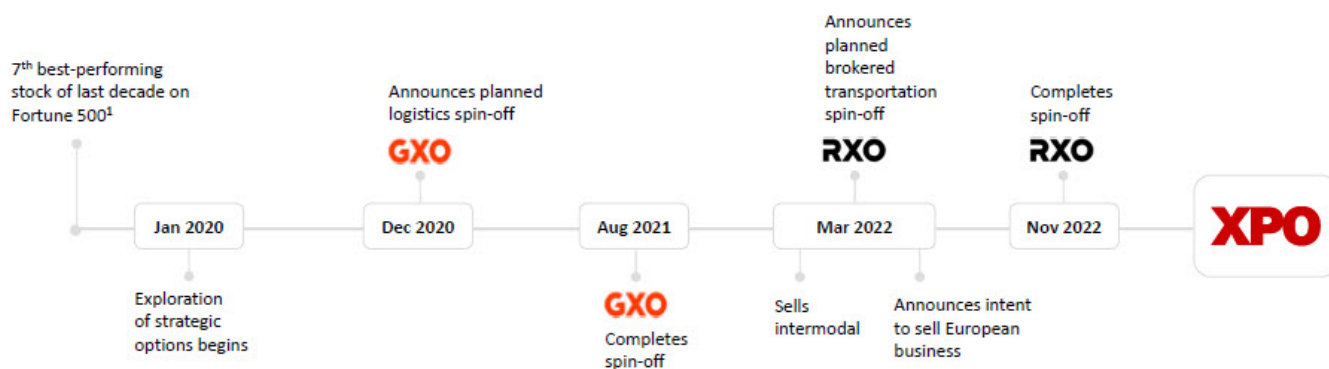 7th best-performing
stock of last decade on
Fortune 500¹
Jan 2020
Exploration
of strategic
options begins
Announces planned
logistics spin-off
GXO
Dec 2020
Aug 2021
GXO
Completes
spin-off
Announces
planned
brokered
transportation
spin-off
RXO
Mar 2022
Sells
intermodal
Announces intent
to sell European
business
Completes
spin-off
RXO
Nov 2022
XPO